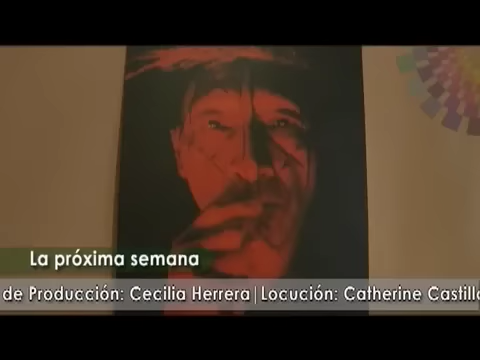 La próxima semana
de Producción: Cecilia Herrera|Locución: Catherine Castill